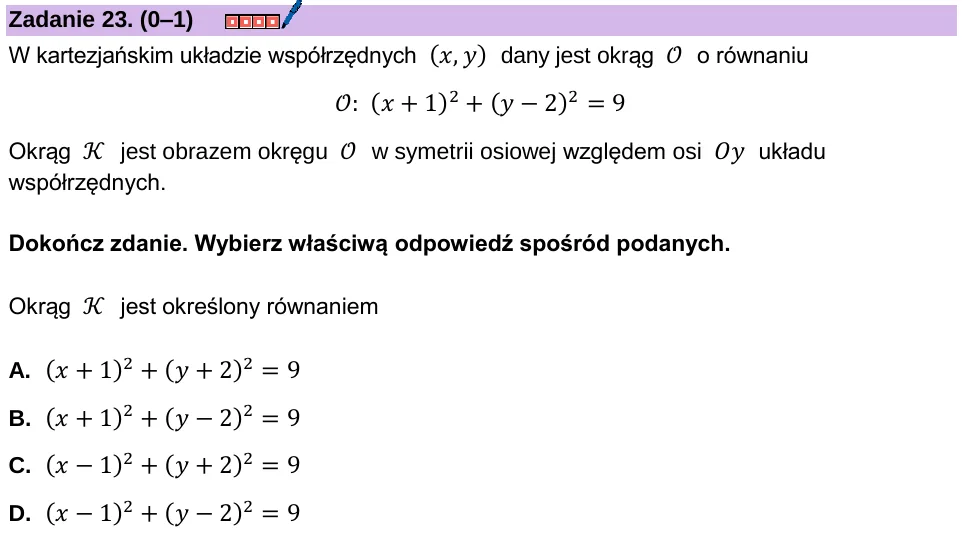 Zadanie 23. (0–1)
W kartezjańskim układzie współrzędnych (x, y) dany jest okrąg 𝒪 o równaniu
𝒪: (x + 1)² + (y − 2)² = 9
Okrąg 𝒦 jest obrazem okręgu 𝒪 w symetrii osiowej względem osi Oy układu
współrzędnych.
Dokończ zdanie. Wybierz właściwą odpowiedź spośród podanych.
Okrąg 𝒦 jest określony równaniem
A. (x + 1)² + (y + 2)² = 9
B. (x + 1)² + (y − 2)² = 9
C. (x − 1)² + (y + 2)² = 9
D. (x − 1)² + (y − 2)² = 9